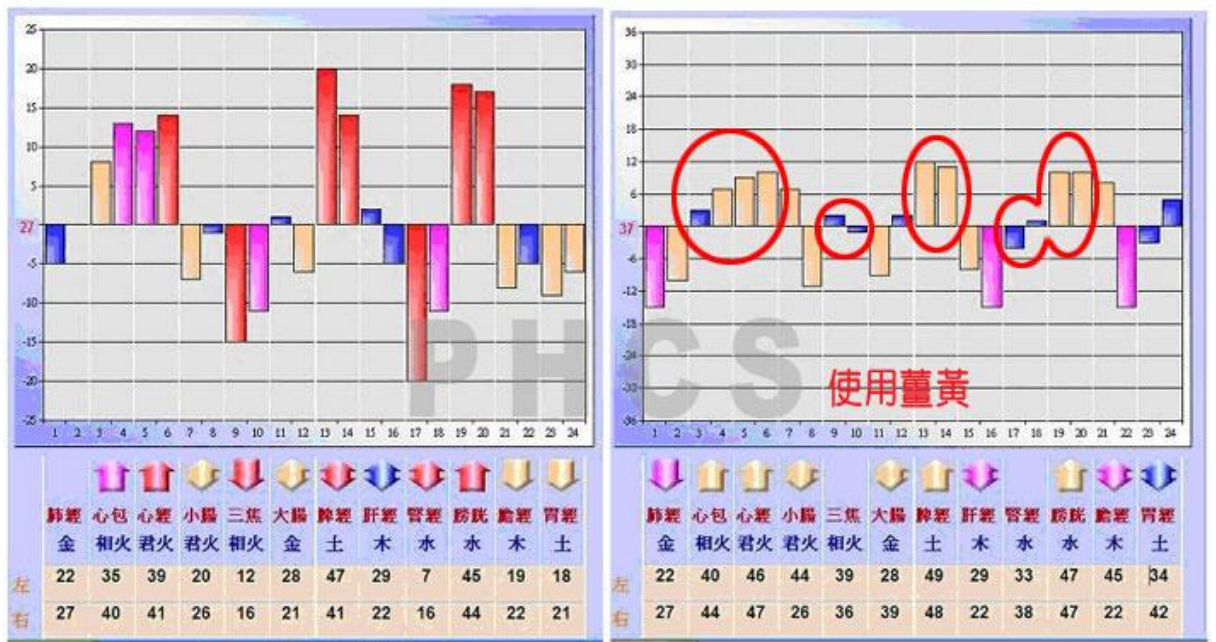 25
20
15
10
5
27
-5
-10
-15
-20
-25
1 2 3 4 5 6 7 8 9 10 11 12 13 14 15 16 17 18 19 20 21 22 23 24
肺經 心包 心經 小腸 三焦 大腸 脾經 肝經 腎經 膀胱 膽經 胃經
金 相火 君火 君火 相火 金 土 木 水 水 木 土
左 22 35 39 20 12 28 47 29 7 45 19 18
右 27 40 41 26 16 21 41 22 16 44 22 21
36
30
24
18
12
6
37
-6
-12
-18
-24
-30
-36
使用薑黃
1 2 3 4 5 6 7 8 9 10 11 12 13 14 15 16 17 18 19 20 21 22 23 24
肺經 心包 心經 小腸 三焦 大腸 脾經 肝經 腎經 膀胱 膽經 胃經
金 相火 君火 君火 相火 金 土 木 水 水 木 土
左 22 40 46 44 39 28 49 29 33 47 45 34
右 27 44 47 26 36 39 48 22 38 47 22 42
PHCS